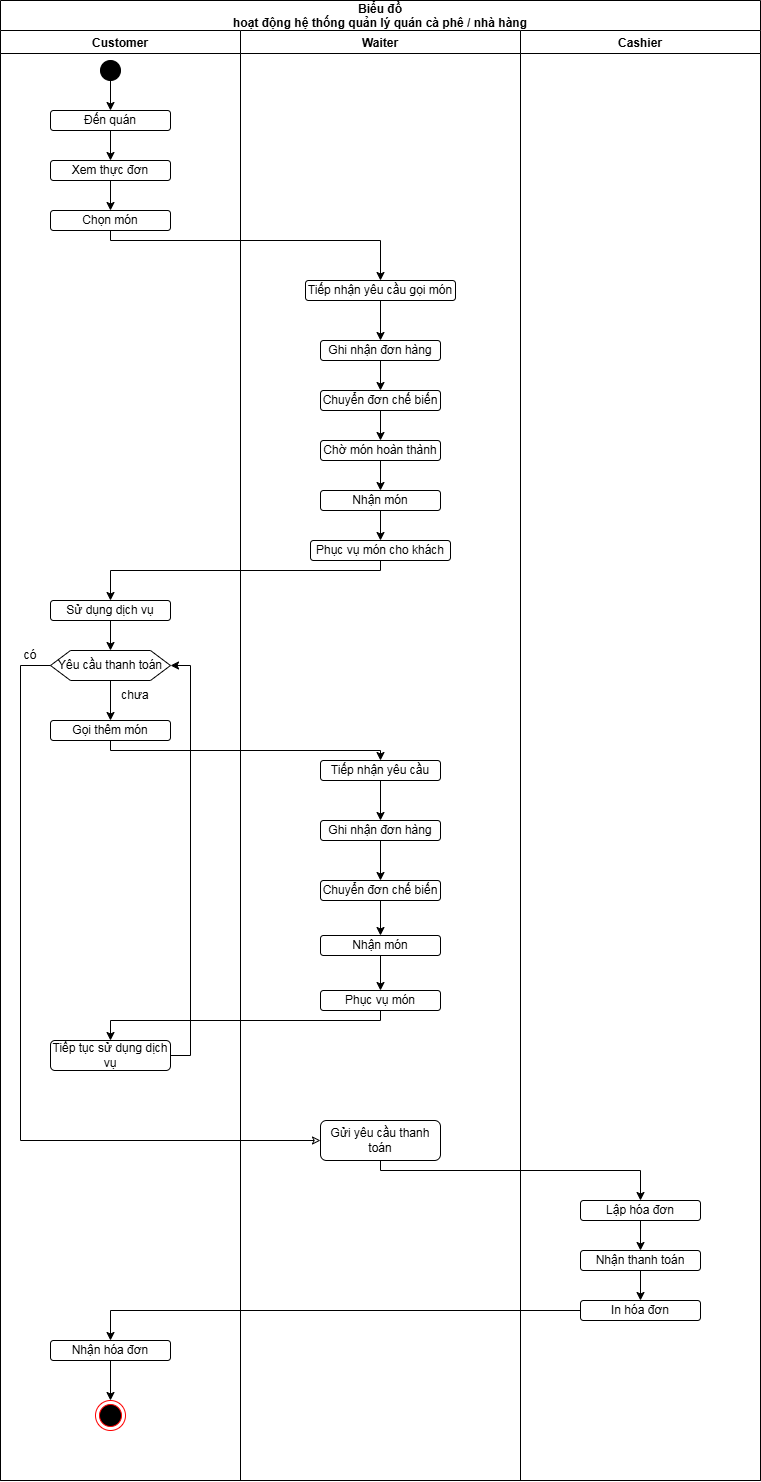 Biểu đồ
hoạt động hệ thống quản lý quán cà phê / nhà hàng
Customer
Waiter
Cashier
Đến quán
Xem thực đơn
Chọn món
Tiếp nhận yêu cầu gọi món
Ghi nhận đơn hàng
Chuyển đơn chế biến
Chờ món hoàn thành
Nhận món
Phục vụ món cho khách
Sử dụng dịch vụ
có
Yêu cầu thanh toán
chưa
Gọi thêm món
Tiếp nhận yêu cầu
Ghi nhận đơn hàng
Chuyển đơn chế biến
Nhận món
Phục vụ món
Tiếp tục sử dụng dịch
vụ
Gửi yêu cầu thanh
toán
Lập hóa đơn
Nhận thanh toán
In hóa đơn
Nhận hóa đơn